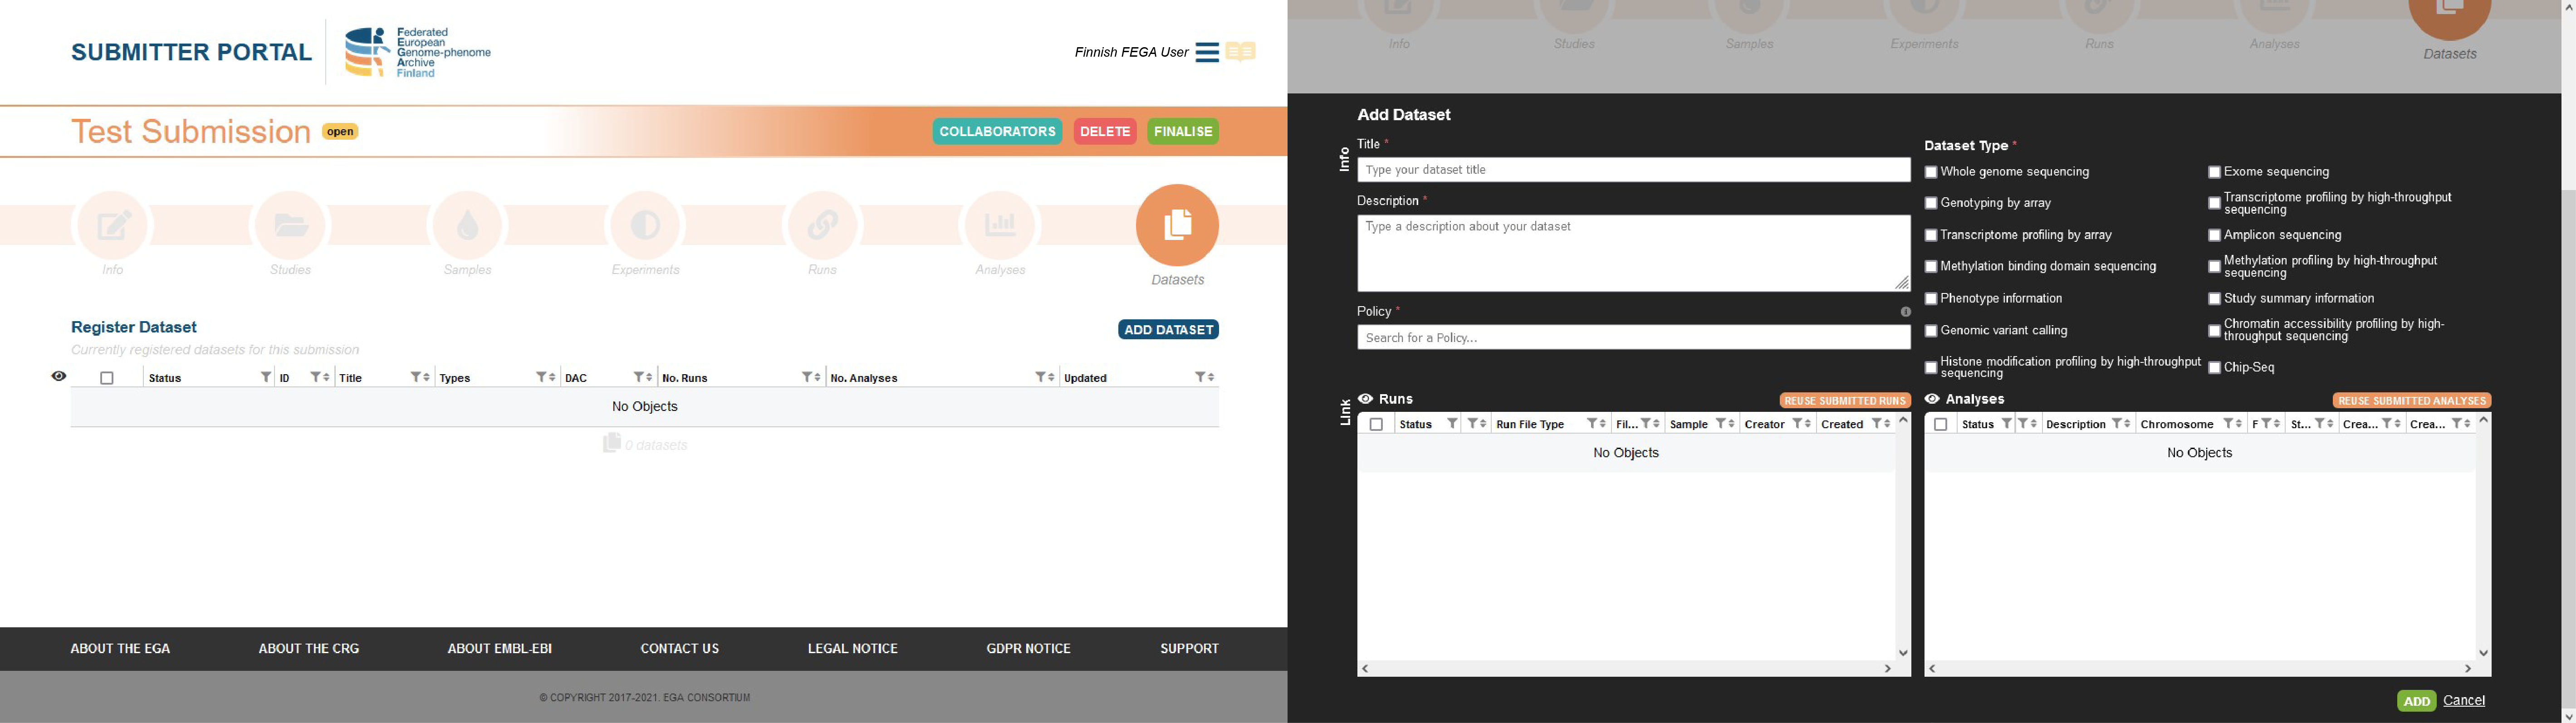 SUBMITTER PORTAL
Federated
European
Genome-phenome
Archive
Finland
Finnish FEGA User
Test Submission open
COLLABORATORS DELETE FINALISE
Info Studies Samples Experiments Runs Analyses Datasets
Register Dataset ADD DATASET
Currently registered datasets for this submission
Status ID Title Types DAC No. Runs No. Analyses Updated
No Objects
0 datasets
ABOUT THE EGA ABOUT THE CRG ABOUT EMBL-EBI CONTACT US LEGAL NOTICE GDPR NOTICE SUPPORT
© COPYRIGHT 2017-2021. EGA CONSORTIUM
Info Studies Samples Experiments Runs Analyses Datasets
Add Dataset
Info
Title *
Type your dataset title
Description *
Type a description about your dataset
Policy *
Search for a Policy...
Dataset Type *
Whole genome sequencing
Exome sequencing
Genotyping by array
Transcriptome profiling by high-throughput
sequencing
Transcriptome profiling by array
Amplicon sequencing
Methylation binding domain sequencing
Methylation profiling by high-throughput
sequencing
Phenotype information
Study summary information
Genomic variant calling
Chromatin accessibility profiling by high-
throughput sequencing
Histone modification profiling by high-throughput
sequencing
Chip-Seq
Link
Runs REUSE SUBMITTED RUNS
Status Run File Type Fil... Sample Creator Created
No Objects
Analyses REUSE SUBMITTED ANALYSES
Status Description Chromosome F St... Crea... Crea...
No Objects
ADD Cancel